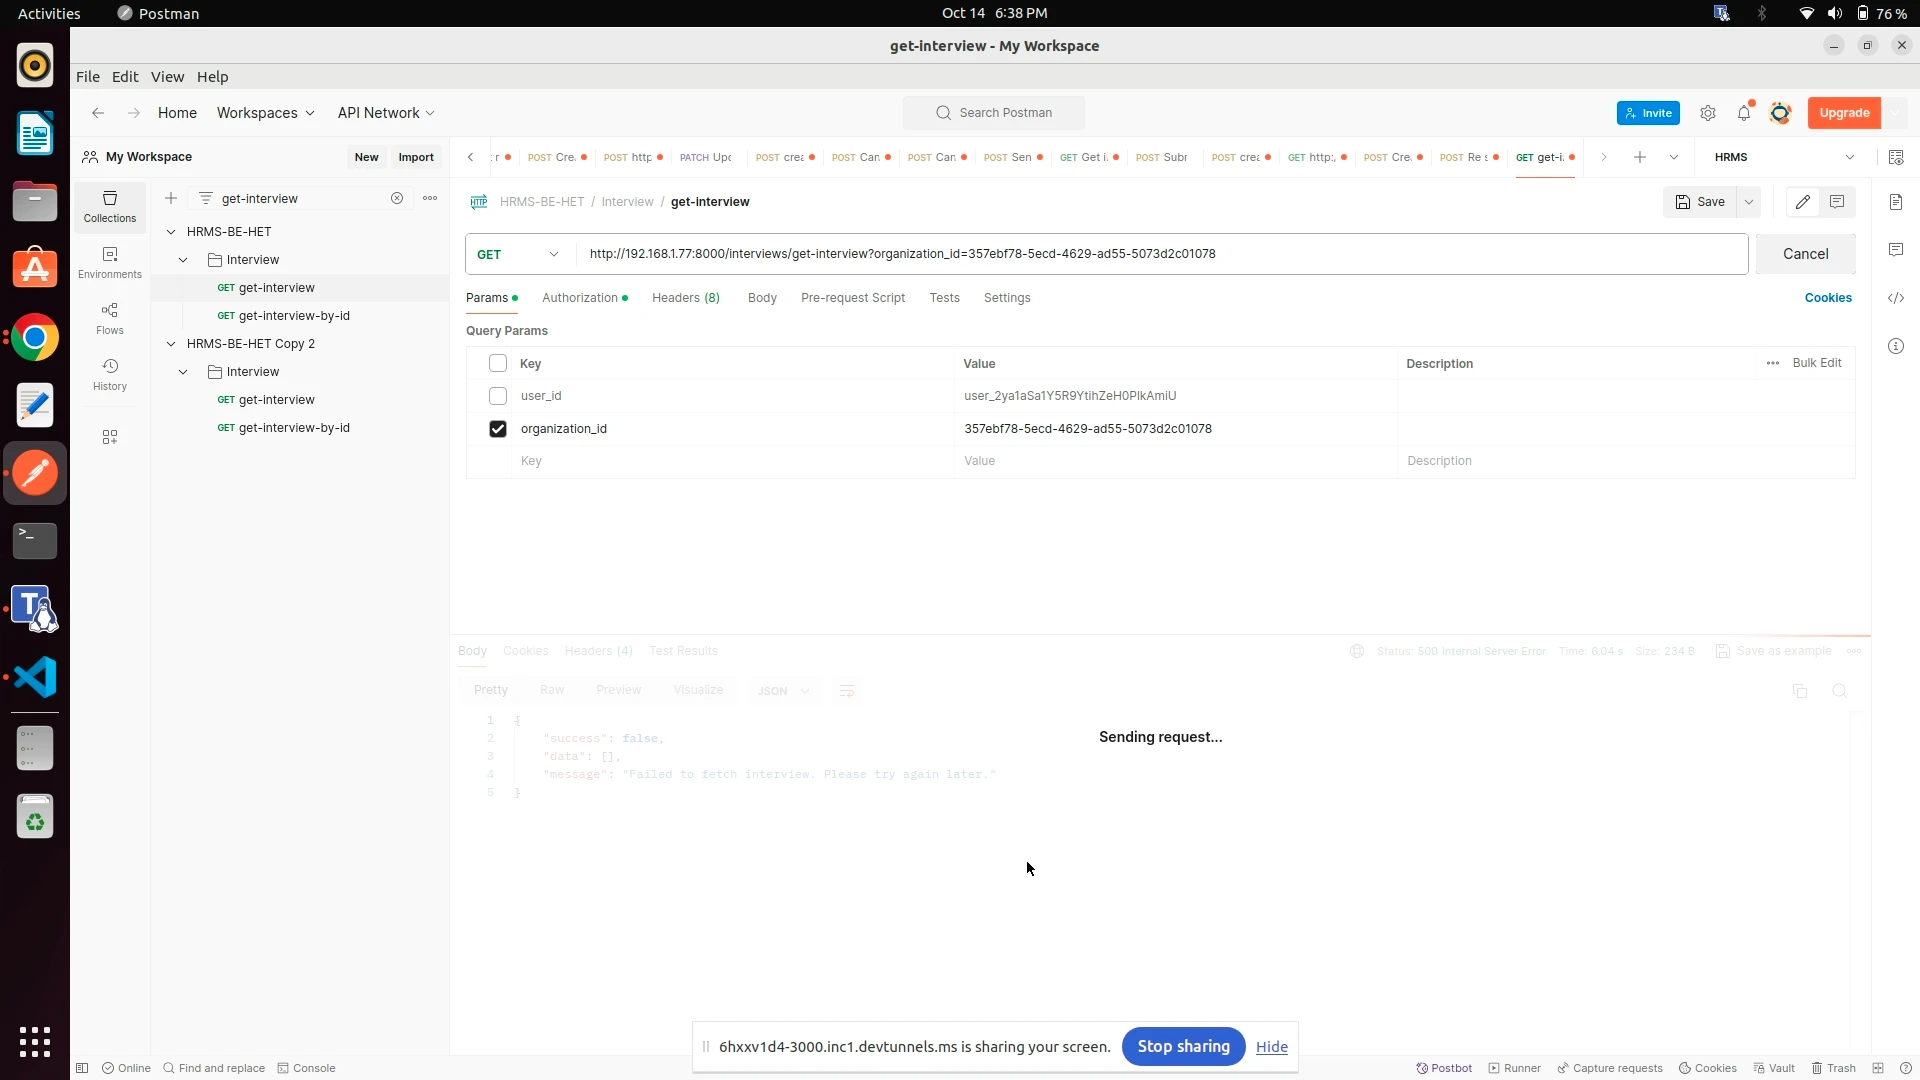 Activities
Postman
Oct 14 6:38 PM
76 %
get-interview - My Workspace
File Edit View Help
Home Workspaces API Network
Search Postman
Invite
Upgrade
My Workspace
New Import
POST Cre. POST http PATCH Upc POST crea POST Can POST Can POST Sen GET Get i. POST Subr POST crea GET http:, POST Cre. POST Re s GET get-i.
HRMS
Collections
Environments
Flows
History
get-interview
HRMS-BE-HET
Interview
GET get-interview
GET get-interview-by-id
HRMS-BE-HET Copy 2
Interview
GET get-interview
GET get-interview-by-id
HTTP HRMS-BE-HET / Interview / get-interview
Save
GET http://192.168.1.77:8000/interviews/get-interview?organization_id=357ebf78-5ecd-4629-ad55-5073d2c01078
Cancel
Params Authorization Headers (8) Body Pre-request Script Tests Settings
Cookies
Query Params
Key Value Description Bulk Edit
user_id user_2ya1aSa1Y5R9YtihZeH0PlkAmiU
organization_id 357ebf78-5ecd-4629-ad55-5073d2c01078
Key Value Description
Body Cookies Headers (4) Test Results
Status: 500 Internal Server Error Time: 6.04 s Size: 234 B Save as example
Pretty Raw Preview Visualize JSON
1 {
2 "success": false,
3 "data": [],
4 "message": "Failed to fetch interview. Please try again later."
5 }
Sending request...
6hxxv1d4-3000.inc1.devtunnels.ms is sharing your screen. Stop sharing Hide
Online Find and replace Console
Postbot Runner Capture requests Cookies Vault Trash